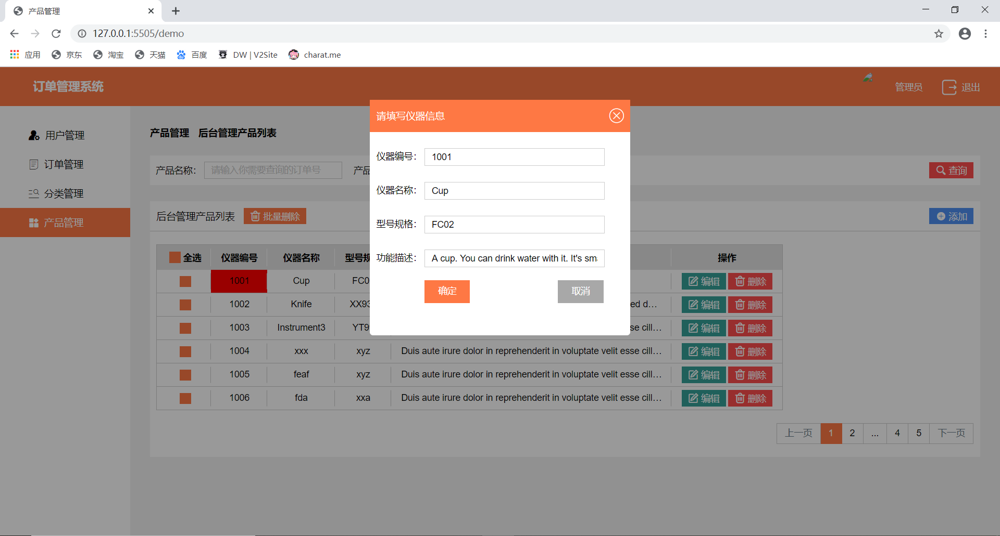 产品管理
127.0.0.1:5505/demo
应用 京东 淘宝 天猫 百度 DW | V2Site charat.me
订单管理系统 管理员 退出
用户管理
订单管理
分类管理
产品管理
产品管理 后台管理产品列表
产品名称： 请输入你需要查询的订单号 产品 查询
后台管理产品列表 批量删除 添加
请填写仪器信息
仪器编号： 1001
仪器名称： Cup
型号规格： FC02
功能描述： A cup. You can drink water with it. It's sm
确定 取消
全选 仪器编号 仪器名称 型号规 操作
1001 Cup FC0 编辑 删除
1002 Knife XX93 ed d… 编辑 删除
1003 Instrument3 YT9 se cill… 编辑 删除
1004 xxx xyz Duis aute irure dolor in reprehenderit in voluptate velit esse cill… 编辑 删除
1005 feaf xyz Duis aute irure dolor in reprehenderit in voluptate velit esse cill… 编辑 删除
1006 fda xxa Duis aute irure dolor in reprehenderit in voluptate velit esse cill… 编辑 删除
上一页 1 2 ... 4 5 下一页